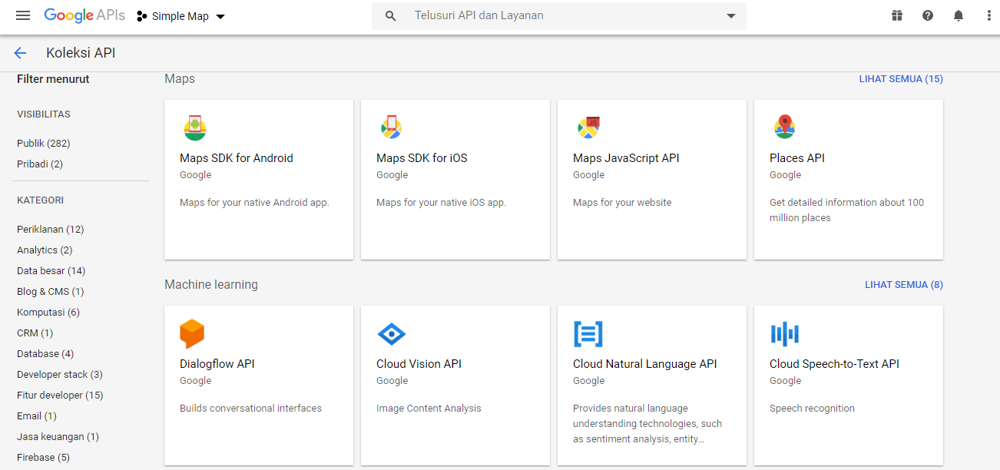 Google APIs Simple Map Telusuri API dan Layanan
Koleksi API
Filter menurut
VISIBILITAS
Publik (282)
Pribadi (2)
KATEGORI
Periklanan (12)
Analytics (2)
Data besar (14)
Blog & CMS (1)
Komputasi (6)
CRM (1)
Database (4)
Developer stack (3)
Fitur developer (15)
Email (1)
Jasa keuangan (1)
Firebase (5)
Maps
LIHAT SEMUA (15)
Maps SDK for Android
Google
Maps for your native Android app.
Maps SDK for iOS
Google
Maps for your native iOS app.
JS
Maps JavaScript API
Google
Maps for your website
Places API
Google
Get detailed information about 100
million places
Machine learning
LIHAT SEMUA (8)
Dialogflow API
Google
Builds conversational interfaces
Cloud Vision API
Google
Image Content Analysis
Cloud Natural Language API
Google
Provides natural language
understanding technologies, such
as sentiment analysis, entity...
Cloud Speech-to-Text API
Google
Speech recognition